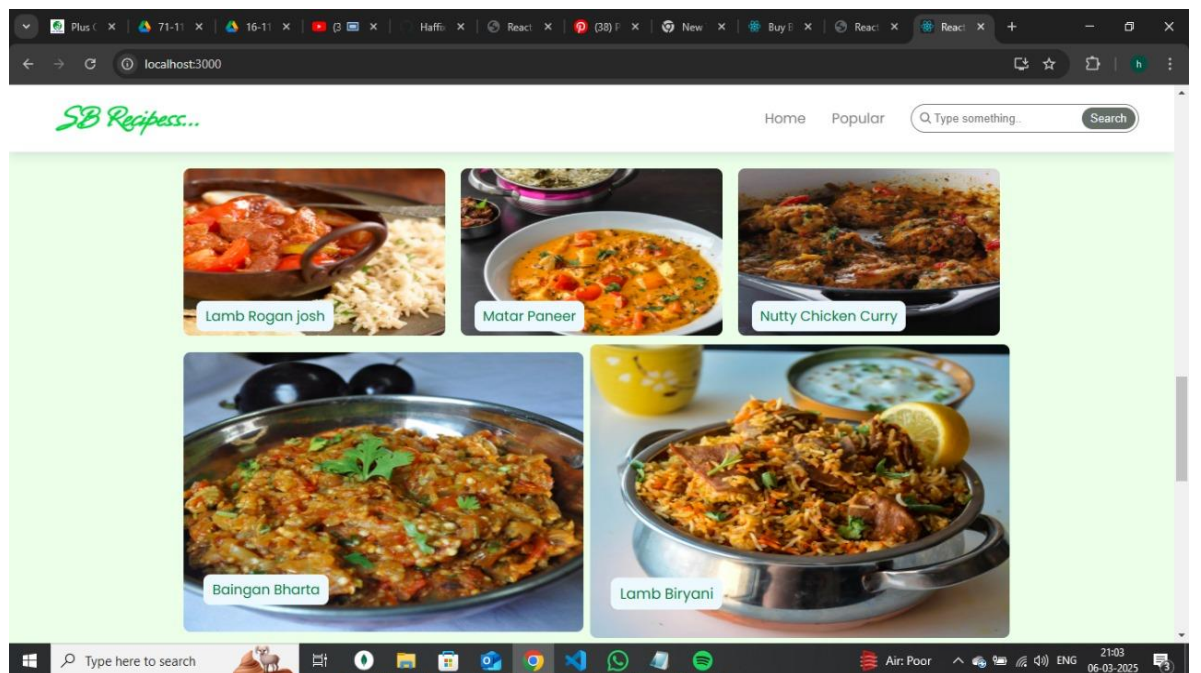 Plus (
71-11
16-11
(3
Haffi
React
(38) P
New
Buy B
React
React
localhost:3000
h
SB Recipess...
Home
Popular
Type something..
Search
Lamb Rogan josh
Matar Paneer
Nutty Chicken Curry
Baingan Bharta
Lamb Biryani
Type here to search
Air: Poor
ENG
21:03
06-03-2025
3